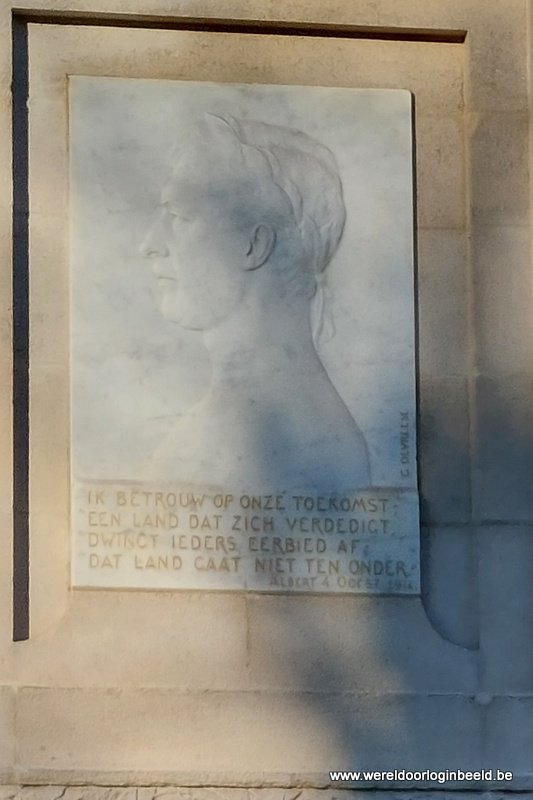 G DEVREESE
IK BETROUW OP ONZE TOEKOMST:
EEN LAND DAT ZICH VERDEDIGT
DWINGT IEDERS EERBIED AF:
DAT LAND GAAT NIET TEN ONDER.
ALBERT 4 OOGST 1914
www.wereldoorloginbeeld.be